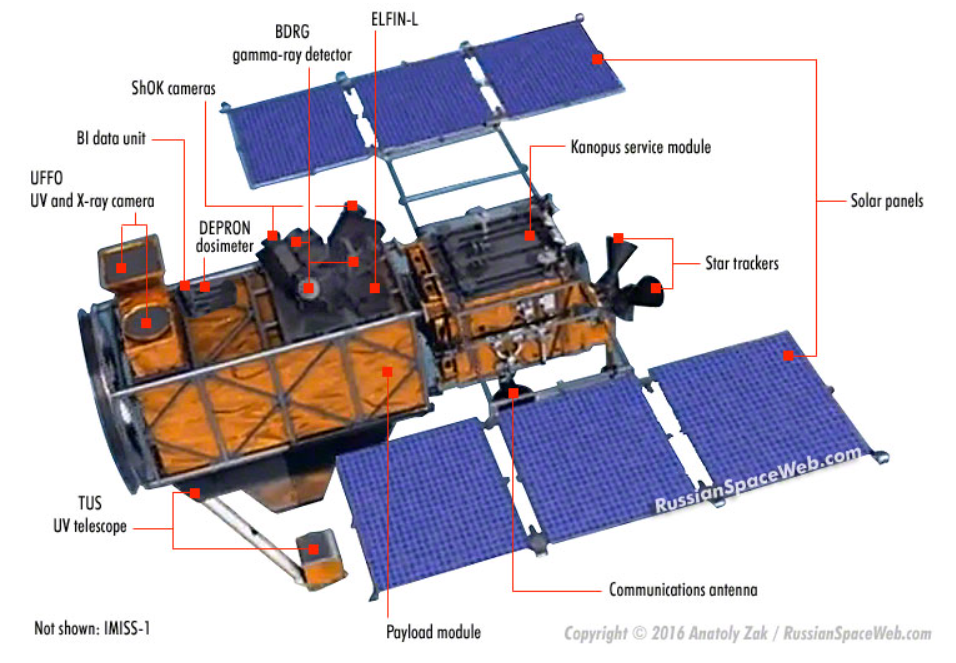 ELFIN-L
BDRG
gamma-ray detector
ShOK cameras
BI data unit
Kanopus service module
UFFO
UV and X-ray camera
DEPRON
dosimeter
Solar panels
Star trackers
RussianSpaceWeb.com
TUS
UV telescope
Communications antenna
Not shown: IMISS-1
Payload module
Copyright © 2016 Anatoly Zak / RussianSpaceWeb.com